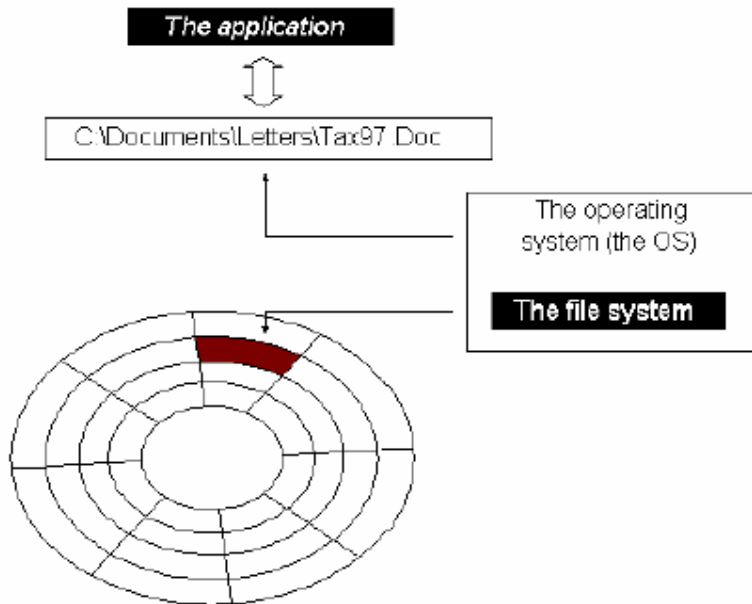 The application
C:\Documents\Letters\Tax97.Doc
The operating
system (the OS)
The file system